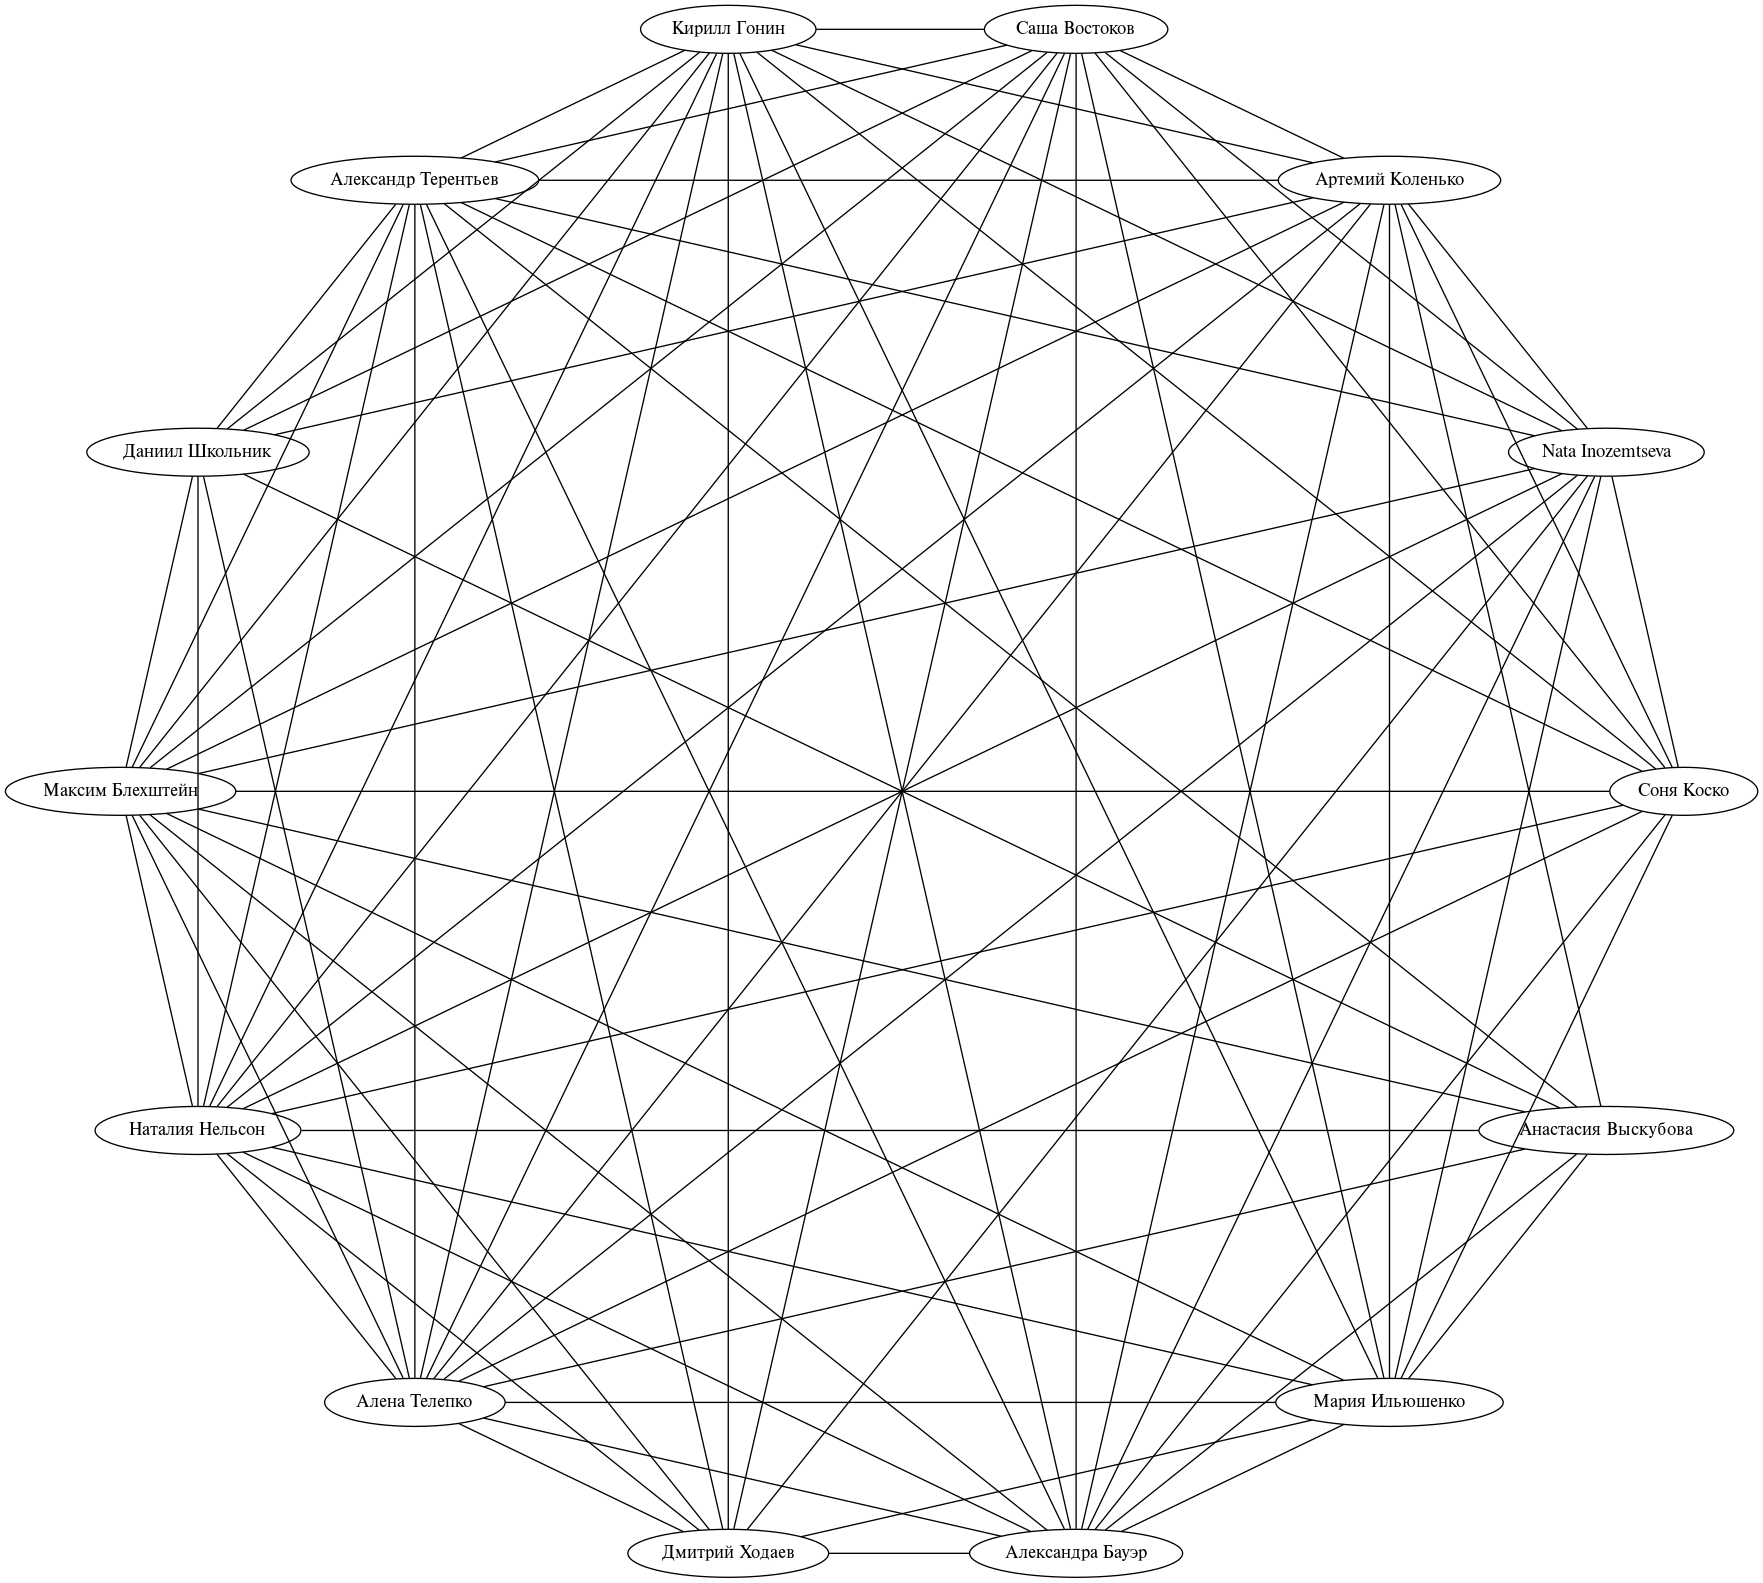 Кирилл Гонин
Саша Востоков
Александр Терентьев
Артемий Коленько
Даниил Школьник
Nata Inozemtseva
Максим Блехштейн
Соня Коско
Наталия Нельсон
Анастасия Выскубова
Алена Телепко
Мария Ильюшенко
Дмитрий Ходаев
Александра Бауэр